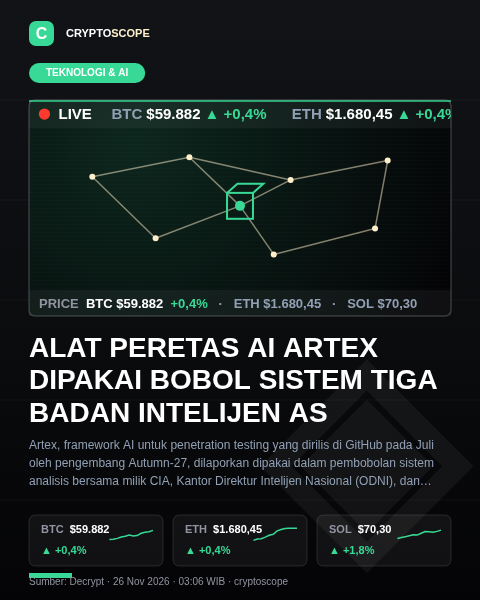 C CRYPTOSCOPE
TEKNOLOGI & AI
LIVE BTC $59.882 ▲ +0,4% ETH $1.680,45 ▲ +0,4%
PRICE BTC $59.882 +0,4% · ETH $1.680,45 · SOL $70,30
ALAT PERETAS AI ARTEX
DIPAKAI BOBOL SISTEM TIGA
BADAN INTELIJEN AS
Artex, framework AI untuk penetration testing yang dirilis di GitHub pada Juli
oleh pengembang Autumn-27, dilaporkan dipakai dalam pembobolan sistem
analisis bersama milik CIA, Kantor Direktur Intelijen Nasional (ODNI), dan…
BTC $59.882 ETH $1.680,45 SOL $70,30
▲ +0,4% ▲ +0,4% ▲ +1,8%
Sumber: Decrypt · 26 Nov 2026 · 03:06 WIB · cryptoscope